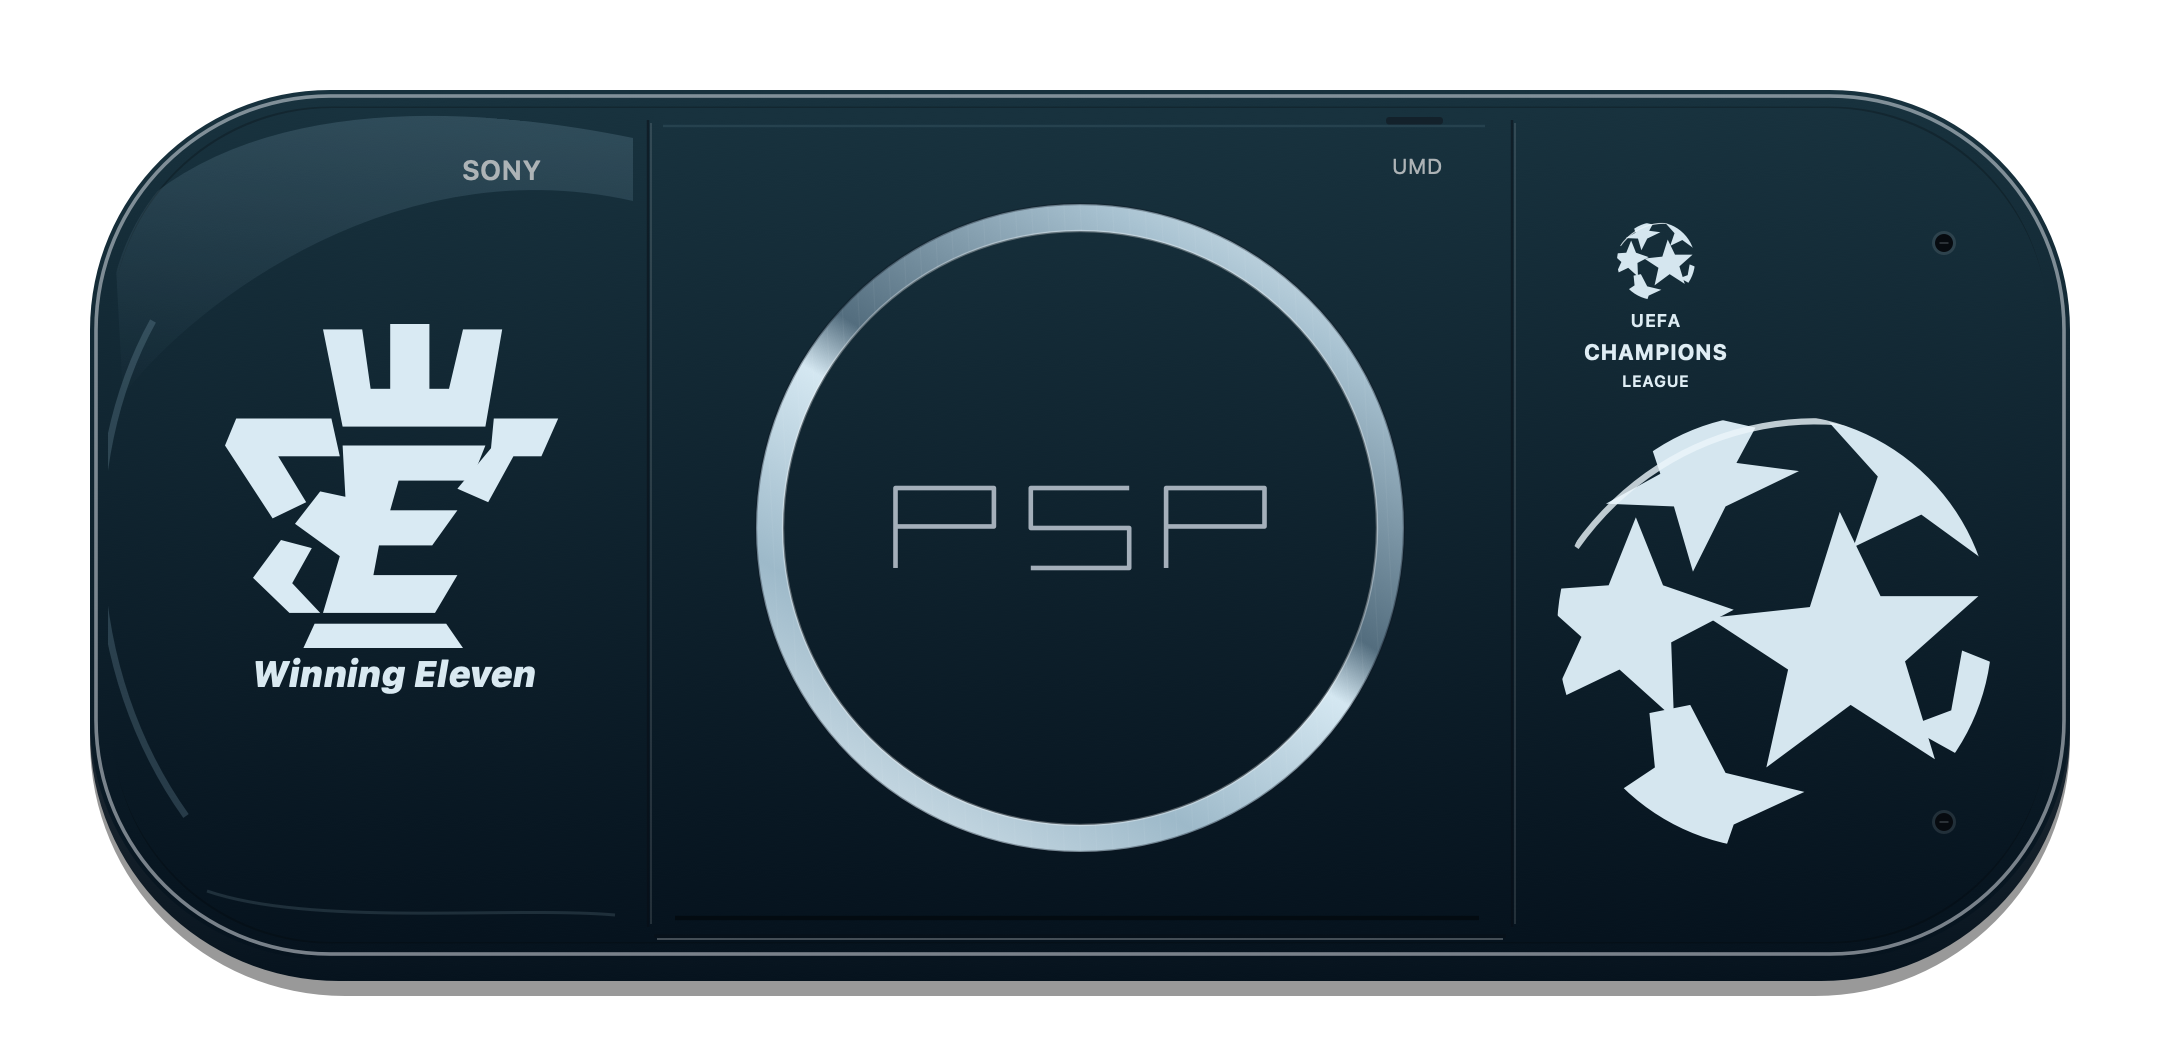 SONY
UMD
UEFA
CHAMPIONS
LEAGUE
PSP
Winning Eleven